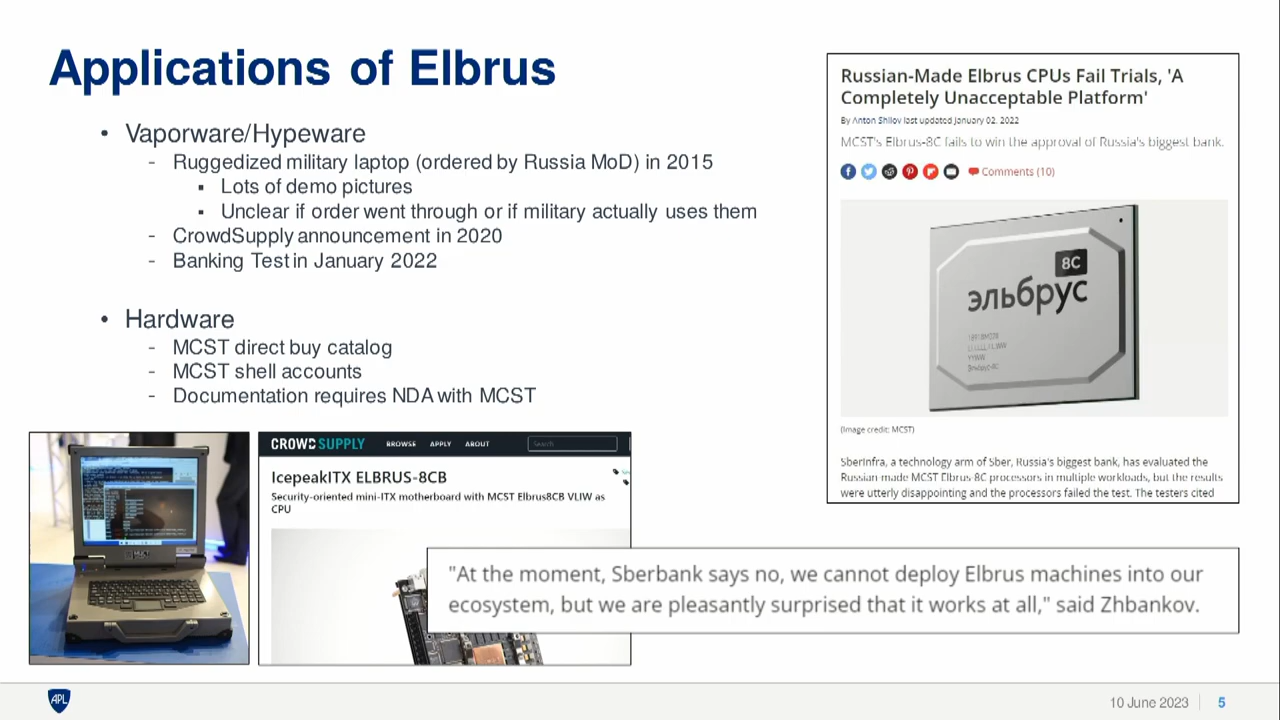 Applications of Elbrus
• Vaporware/Hypeware
- Ruggedized military laptop (ordered by Russia MoD) in 2015
▪ Lots of demo pictures
▪ Unclear if order went through or if military actually uses them
- CrowdSupply announcement in 2020
- Banking Test in January 2022
• Hardware
- MCST direct buy catalog
- MCST shell accounts
- Documentation requires NDA with MCST
Russian-Made Elbrus CPUs Fail Trials, 'A
Completely Unacceptable Platform'
By Anton Shilov last updated January 02, 2022
MCST's Elbrus-8C fails to win the approval of Russia's biggest bank.
Comments (10)
8C
эльбрус
(Image credit: MCST)
SberInfra, a technology arm of Sber, Russia's biggest bank, has evaluated the
Russian made MCST Elbrus-8C processors in multiple workloads, but the results
were utterly disappointing and the processors failed the test. The testers cited
MCST
CROWD SUPPLY BROWSE APPLY ABOUT Search
IcepeakITX ELBRUS-8CB
Security-oriented mini-ITX motherboard with MCST Elbrus8CB VLIW as
CPU
"At the moment, Sberbank says no, we cannot deploy Elbrus machines into our
ecosystem, but we are pleasantly surprised that it works at all," said Zhbankov.
APL
10 June 2023 5